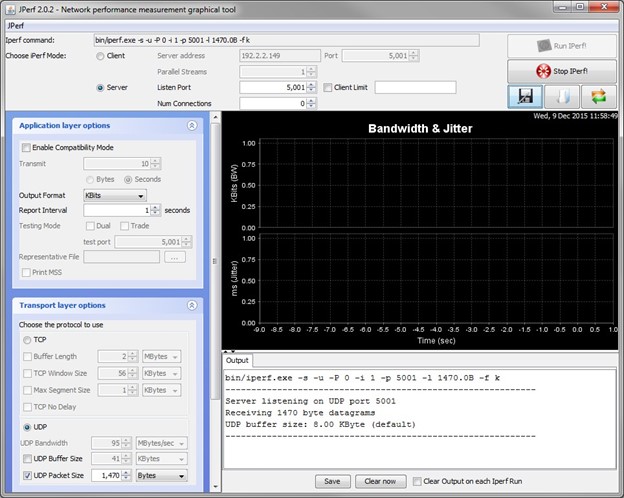 JPerf 2.0.2 - Network performance measurement graphical tool
JPerf
Iperf command: bin/iperf.exe -s -u -P 0 -i 1 -p 5001 -l 1470.0B -f k
Choose iPerf Mode: Client Server address 192.2.2.149 Port 5,001
Parallel Streams 1
Server Listen Port 5,001 Client Limit
Num Connections 0
Run IPerf!
Stop IPerf!
Wed, 9 Dec 2015 11:58:49
Application layer options
Enable Compatibility Mode
Transmit 10
Bytes Seconds
Output Format KBits
Report Interval 1 seconds
Testing Mode Dual Trade
test port 5,001
Representative File ...
Print MSS
Transport layer options
Choose the protocol to use
TCP
Buffer Length 2 MBytes
TCP Window Size 56 KBytes
Max Segment Size 1 KBytes
TCP No Delay
UDP
UDP Bandwidth 95 MBytes/sec
UDP Buffer Size 41 KBytes
UDP Packet Size 1,470 Bytes
Bandwidth & Jitter
KBits (BW)
1.00
0.75
0.50
0.25
0.00
ms (Jitter)
1.00
0.75
0.50
0.25
0.00
-9.0 -8.5 -8.0 -7.5 -7.0 -6.5 -6.0 -5.5 -5.0 -4.5 -4.0 -3.5 -3.0 -2.5 -2.0 -1.5 -1.0 -0.5 0.0 0.5 1.0
Time (sec)
Output
bin/iperf.exe -s -u -P 0 -i 1 -p 5001 -l 1470.0B -f k
------------------------------------------------------------
Server listening on UDP port 5001
Receiving 1470 byte datagrams
UDP buffer size: 8.00 KByte (default)
------------------------------------------------------------
Save Clear now Clear Output on each Iperf Run